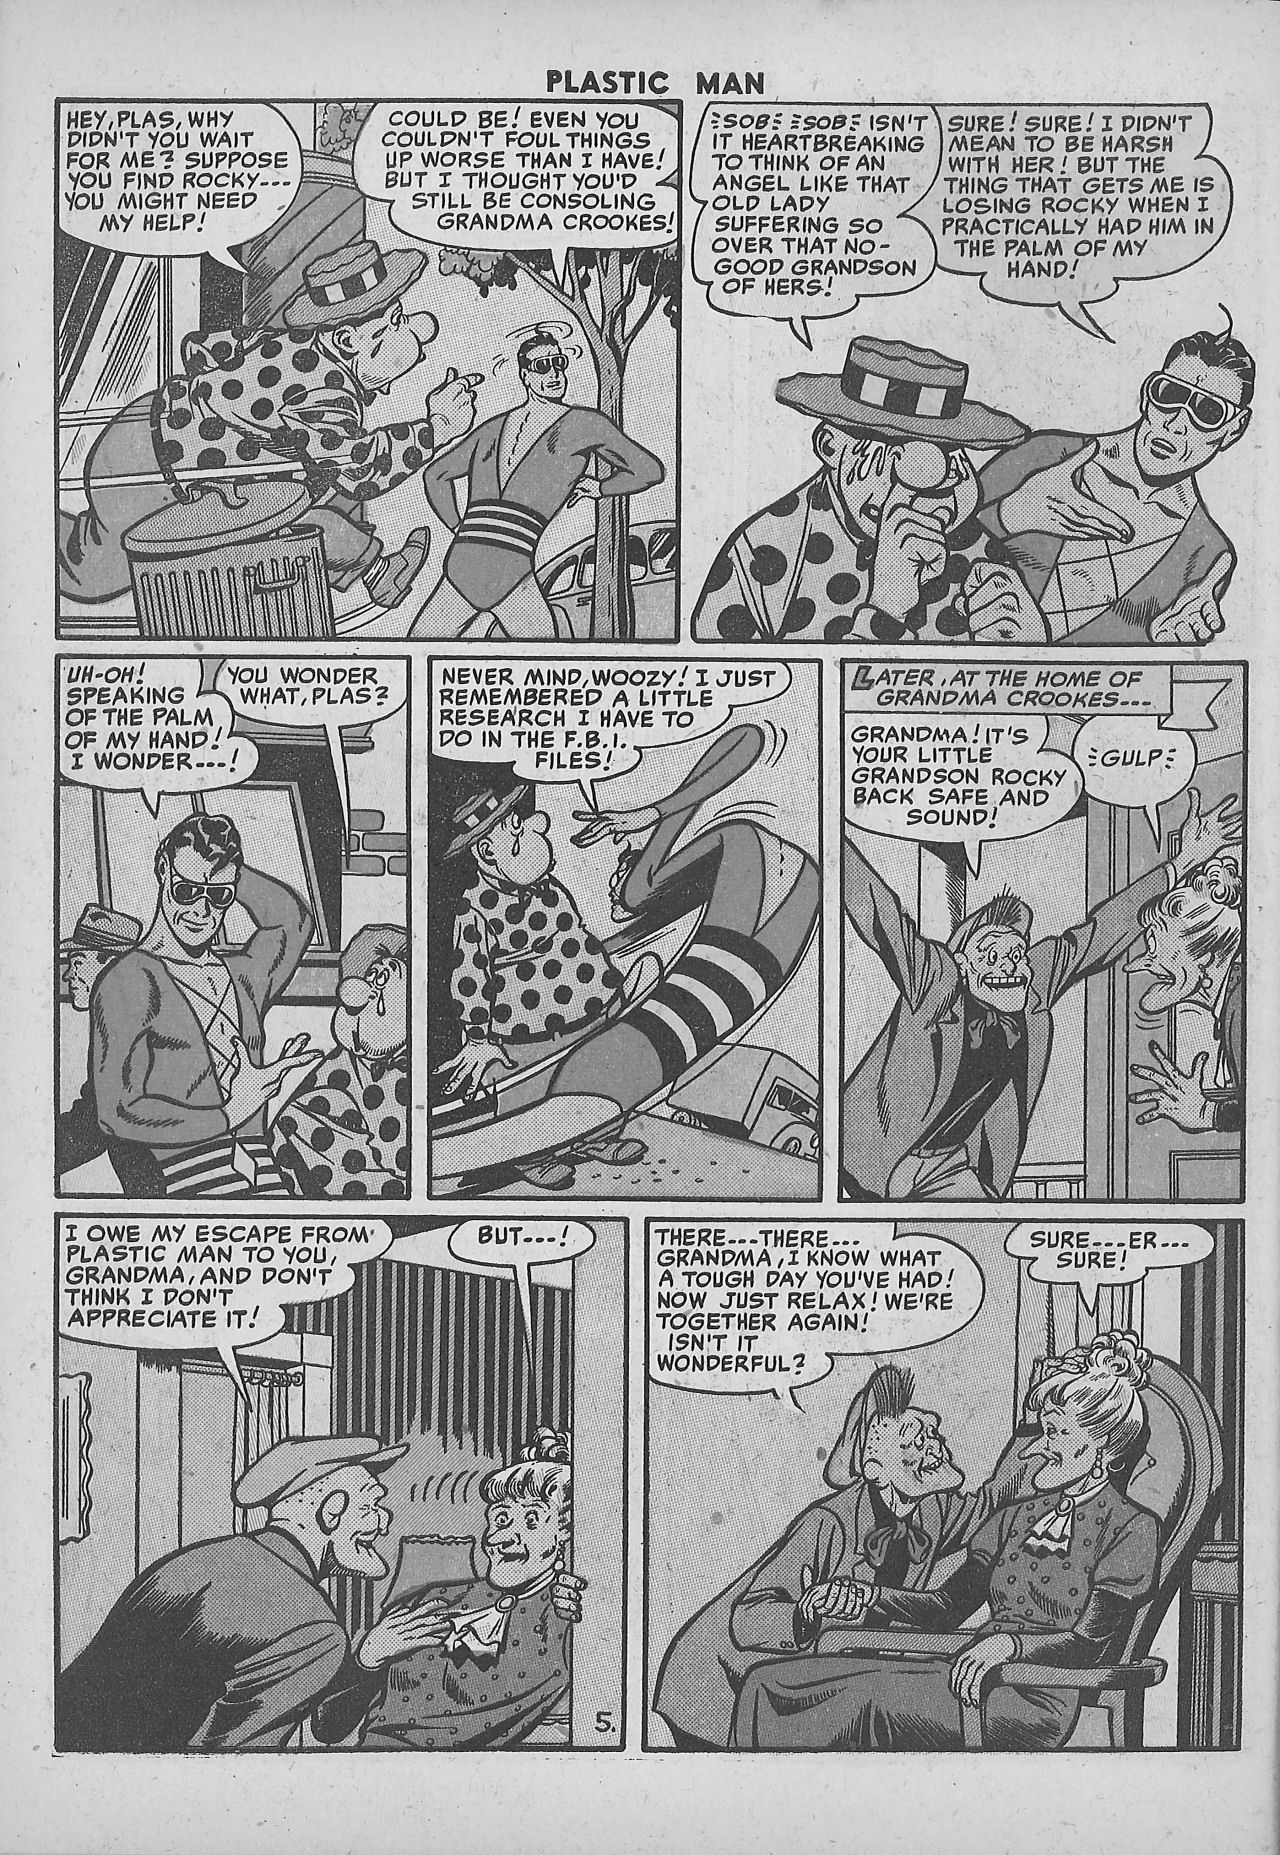 PLASTIC MAN
HEY, PLAS, WHY
DIDN'T YOU WAIT
FOR ME? SUPPOSE
YOU FIND ROCKY---
YOU MIGHT NEED
MY HELP!
COULD BE! EVEN YOU
COULDN'T FOUL THINGS
UP WORSE THAN I HAVE!
BUT I THOUGHT YOU'D
STILL BE CONSOLING
GRANDMA CROOKES!
SOB SOB ISN'T
IT HEARTBREAKING
TO THINK OF AN
ANGEL LIKE THAT
OLD LADY
SUFFERING SO
OVER THAT NO-
GOOD GRANDSON
OF HERS!
SURE! SURE! I DIDN'T
MEAN TO BE HARSH
WITH HER! BUT THE
THING THAT GETS ME IS
LOSING ROCKY WHEN I
PRACTICALLY HAD HIM IN
THE PALM OF MY
HAND!
UH-OH!
SPEAKING
OF THE PALM
OF MY HAND!
I WONDER---!
YOU WONDER
WHAT, PLAS?
NEVER MIND, WOOZY! I JUST
REMEMBERED A LITTLE
RESEARCH I HAVE TO
DO IN THE F.B.I.
FILES!
LATER, AT THE HOME OF
GRANDMA CROOKES---
GRANDMA! IT'S
YOUR LITTLE
GRANDSON ROCKY
BACK SAFE AND
SOUND!
GULP
I OWE MY ESCAPE FROM
PLASTIC MAN TO YOU,
GRANDMA, AND DON'T
THINK I DON'T
APPRECIATE IT!
BUT---!
5.
THERE---THERE---
GRANDMA, I KNOW WHAT
A TOUGH DAY YOU'VE HAD!
NOW JUST RELAX! WE'RE
TOGETHER AGAIN!
ISN'T IT
WONDERFUL?
SURE---ER---
SURE!